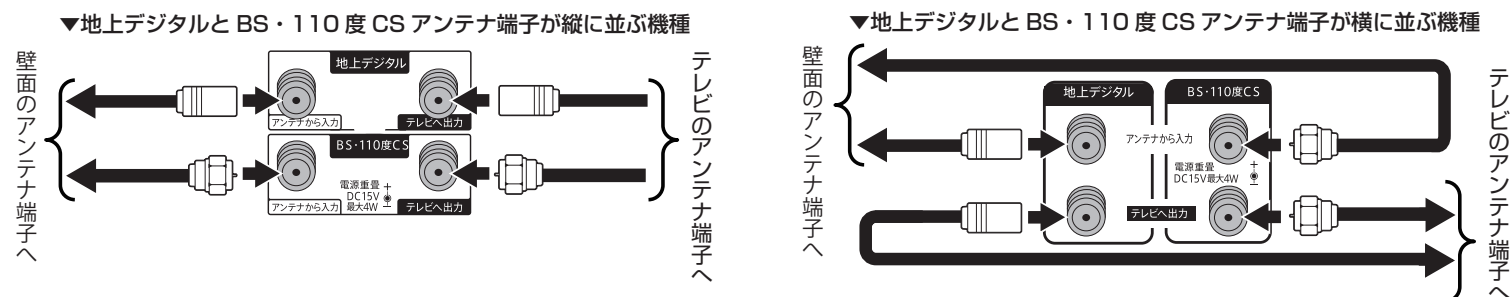 ▼地上デジタルと BS・110 度 CS アンテナ端子が縦に並ぶ機種
壁面のアンテナ端子へ
地上デジタル
アンテナから入力
テレビへ出力
BS・110度CS
電源重畳
DC15V
最大4W
アンテナから入力
テレビへ出力
テレビのアンテナ端子へ
▼地上デジタルと BS・110 度 CS アンテナ端子が横に並ぶ機種
壁面のアンテナ端子へ
地上デジタル
BS・110度CS
アンテナから入力
電源重畳
DC15V最大4W
テレビへ出力
テレビのアンテナ端子へ